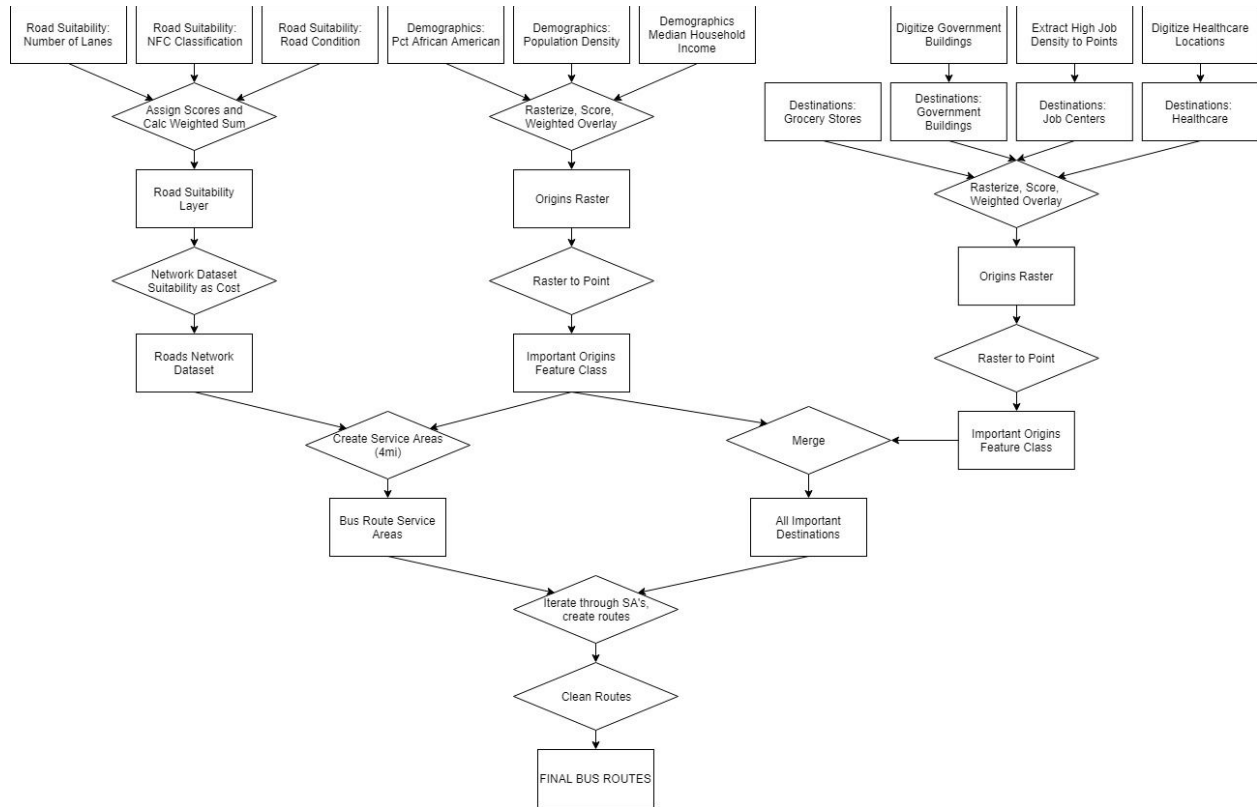 Road Suitability:
Number of Lanes
Road Suitability:
NFC Classification
Road Suitability:
Road Condition
Demographics:
Pct African American
Demographics:
Population Density
Demographics
Median Household
Income
Digitize Government
Buildings
Extract High Job
Density to Points
Digitize Healthcare
Locations
Assign Scores and
Calc Weighted Sum
Rasterize, Score,
Weighted Overlay
Destinations:
Grocery Stores
Destinations:
Government
Buildings
Destinations:
Job Centers
Destinations:
Healthcare
Road Suitability
Layer
Origins Raster
Rasterize, Score,
Weighted Overlay
Network Dataset
Suitability as Cost
Raster to Point
Origins Raster
Roads Network
Dataset
Important Origins
Feature Class
Raster to Point
Create Service Areas
(4mi)
Merge
Important Origins
Feature Class
Bus Route Service
Areas
All Important
Destinations
Iterate through SA's,
create routes
Clean Routes
FINAL BUS ROUTES